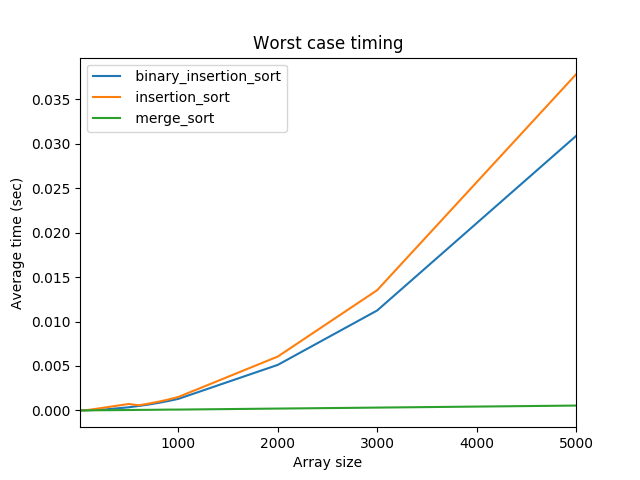 Worst case timing
binary_insertion_sort
insertion_sort
merge_sort
0.035
0.030
0.025
0.020
0.015
0.010
0.005
0.000
Average time (sec)
1000 2000 3000 4000 5000
Array size